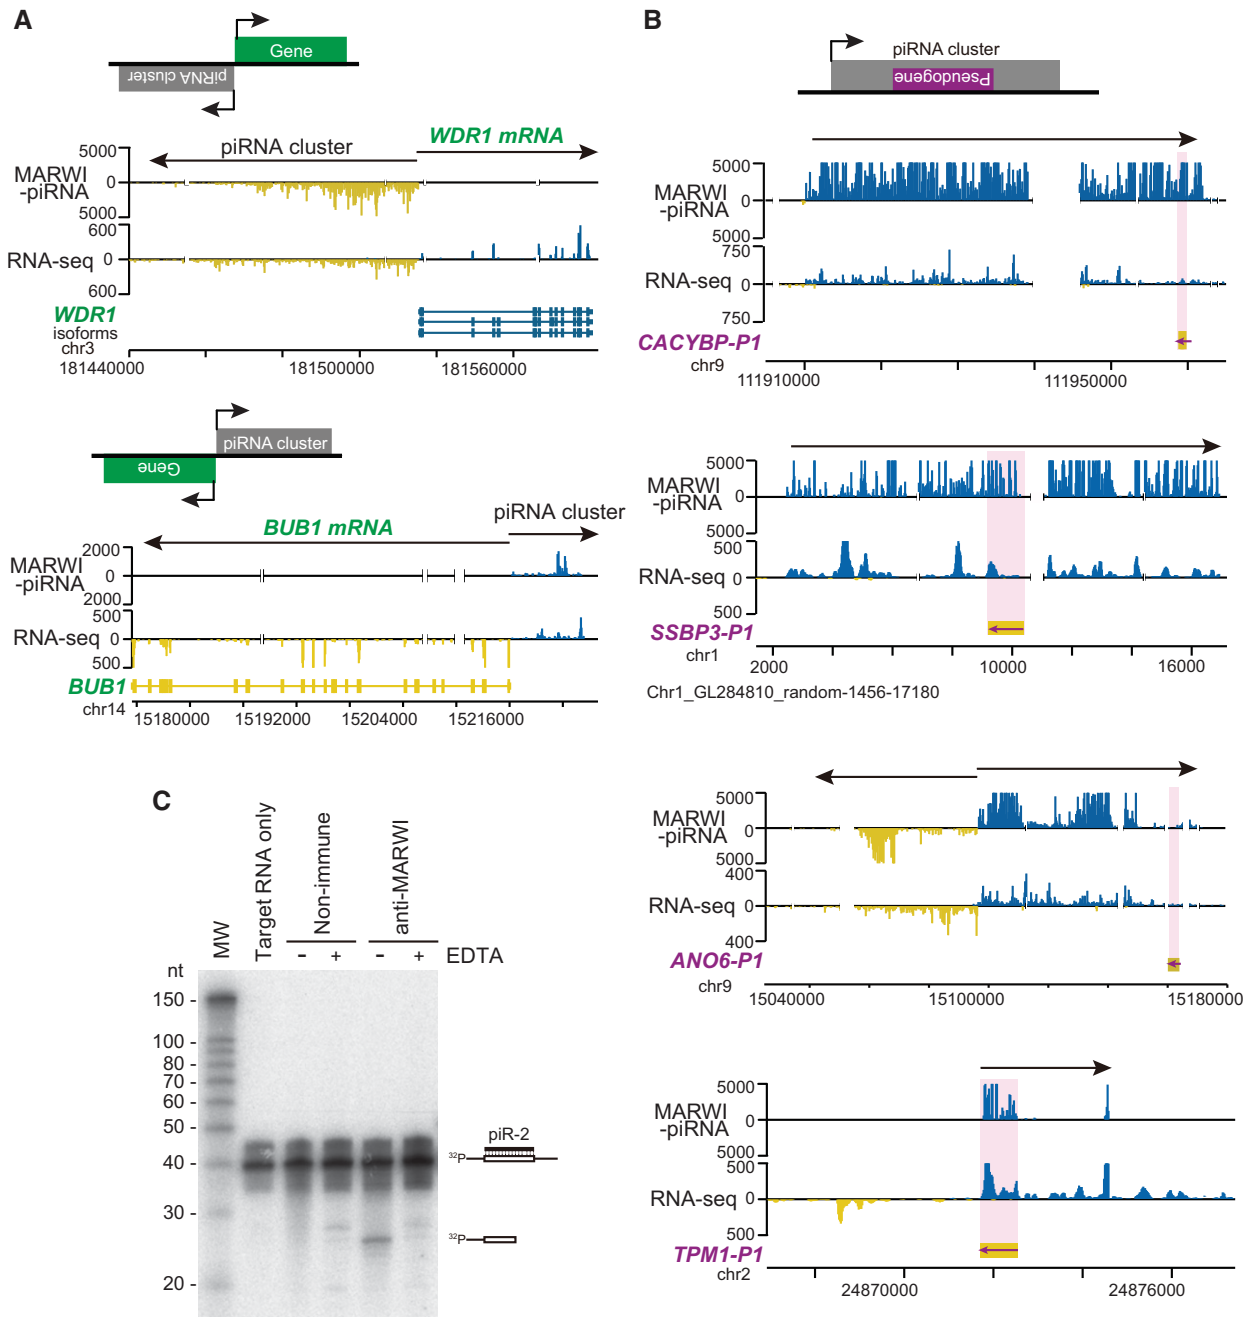 A
Gene
piRNA cluster
WDR1 mRNA
piRNA cluster
5000
MARWI
-piRNA
0
5000
600
RNA-seq
0
600
WDR1
isoforms
chr3
181440000
181500000
181560000
piRNA cluster
Gene
BUB1 mRNA
piRNA cluster
2000
MARWI
-piRNA
0
2000
500
RNA-seq
0
500
BUB1
chr14
15180000
15192000
15204000
15216000
B
piRNA cluster
Pseudogene
5000
MARWI
-piRNA
0
5000
750
RNA-seq
0
750
CACYBP-P1
chr9
111910000
111950000
5000
MARWI
-piRNA
0
5000
500
RNA-seq
0
500
SSBP3-P1
chr1
2000
10000
16000
Chr1_GL284810_random-1456-17180
5000
MARWI
-piRNA
0
5000
400
RNA-seq
0
400
ANO6-P1
chr9
15040000
15100000
15180000
5000
MARWI
-piRNA
0
5000
500
RNA-seq
0
500
TPM1-P1
chr2
24870000
24876000
C
MW
Target RNA only
Non-immune
anti-MARWI
- + - + EDTA
nt
150 -
100 -
80 -
70 -
60 -
50 -
40 -
30 -
20 -
piR-2
32P
32P